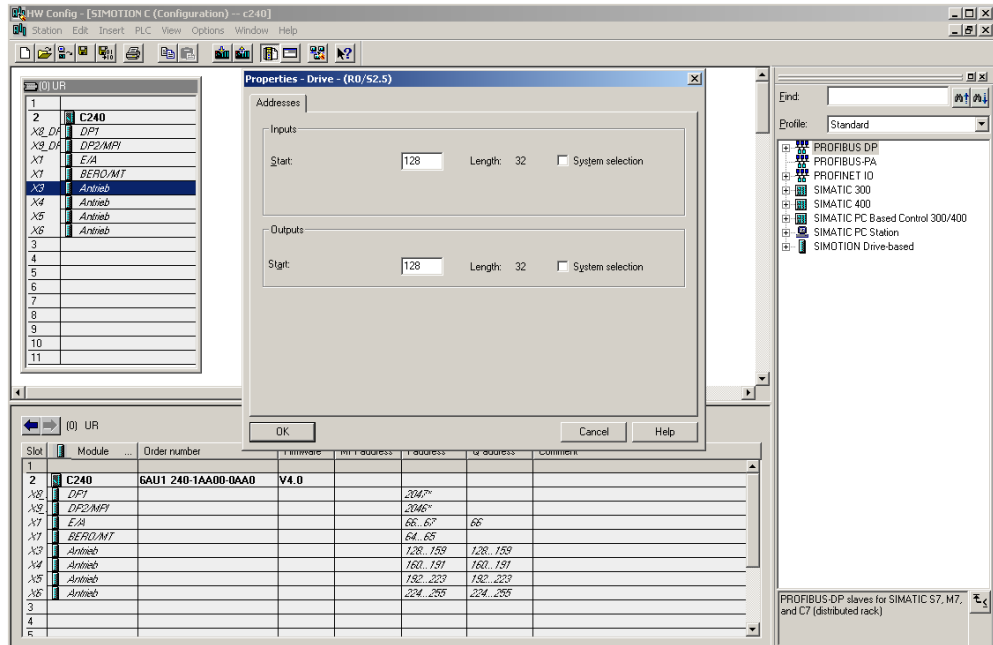 HW Config - [SIMOTION C (Configuration) -- c240]
Station Edit Insert PLC View Options Window Help
(0) UR
1
2 C240
X8_DP DP1
X9_DP DP2/MPI
X1 E/A
X1 BERO/MT
X3 Antrieb
X4 Antrieb
X5 Antrieb
X6 Antrieb
3
4
5
6
7
8
9
10
11
Properties - Drive - (R0/S2.5)
Addresses
Inputs
Start: 128 Length: 32 System selection
Outputs
Start: 128 Length: 32 System selection
OK Cancel Help
Find:
Profile: Standard
PROFIBUS DP
PROFIBUS-PA
PROFINET IO
SIMATIC 300
SIMATIC 400
SIMATIC PC Based Control 300/400
SIMATIC PC Station
SIMOTION Drive-based
(0) UR
Slot Module ... Order number Firmware MPI address I address Q address Comment
1
2 C240 6AU1 240-1AA00-0AA0 V4.0
X8_ DP1 2047*
X9_ DP2/MPI 2046*
X1 E/A 66...67 66
X1 BERO/MT 64...65
X3 Antrieb 128...159 128...159
X4 Antrieb 160...191 160...191
X5 Antrieb 192...223 192...223
X6 Antrieb 224...255 224...255
3
4
5
PROFIBUS-DP slaves for SIMATIC S7, M7,
and C7 (distributed rack)